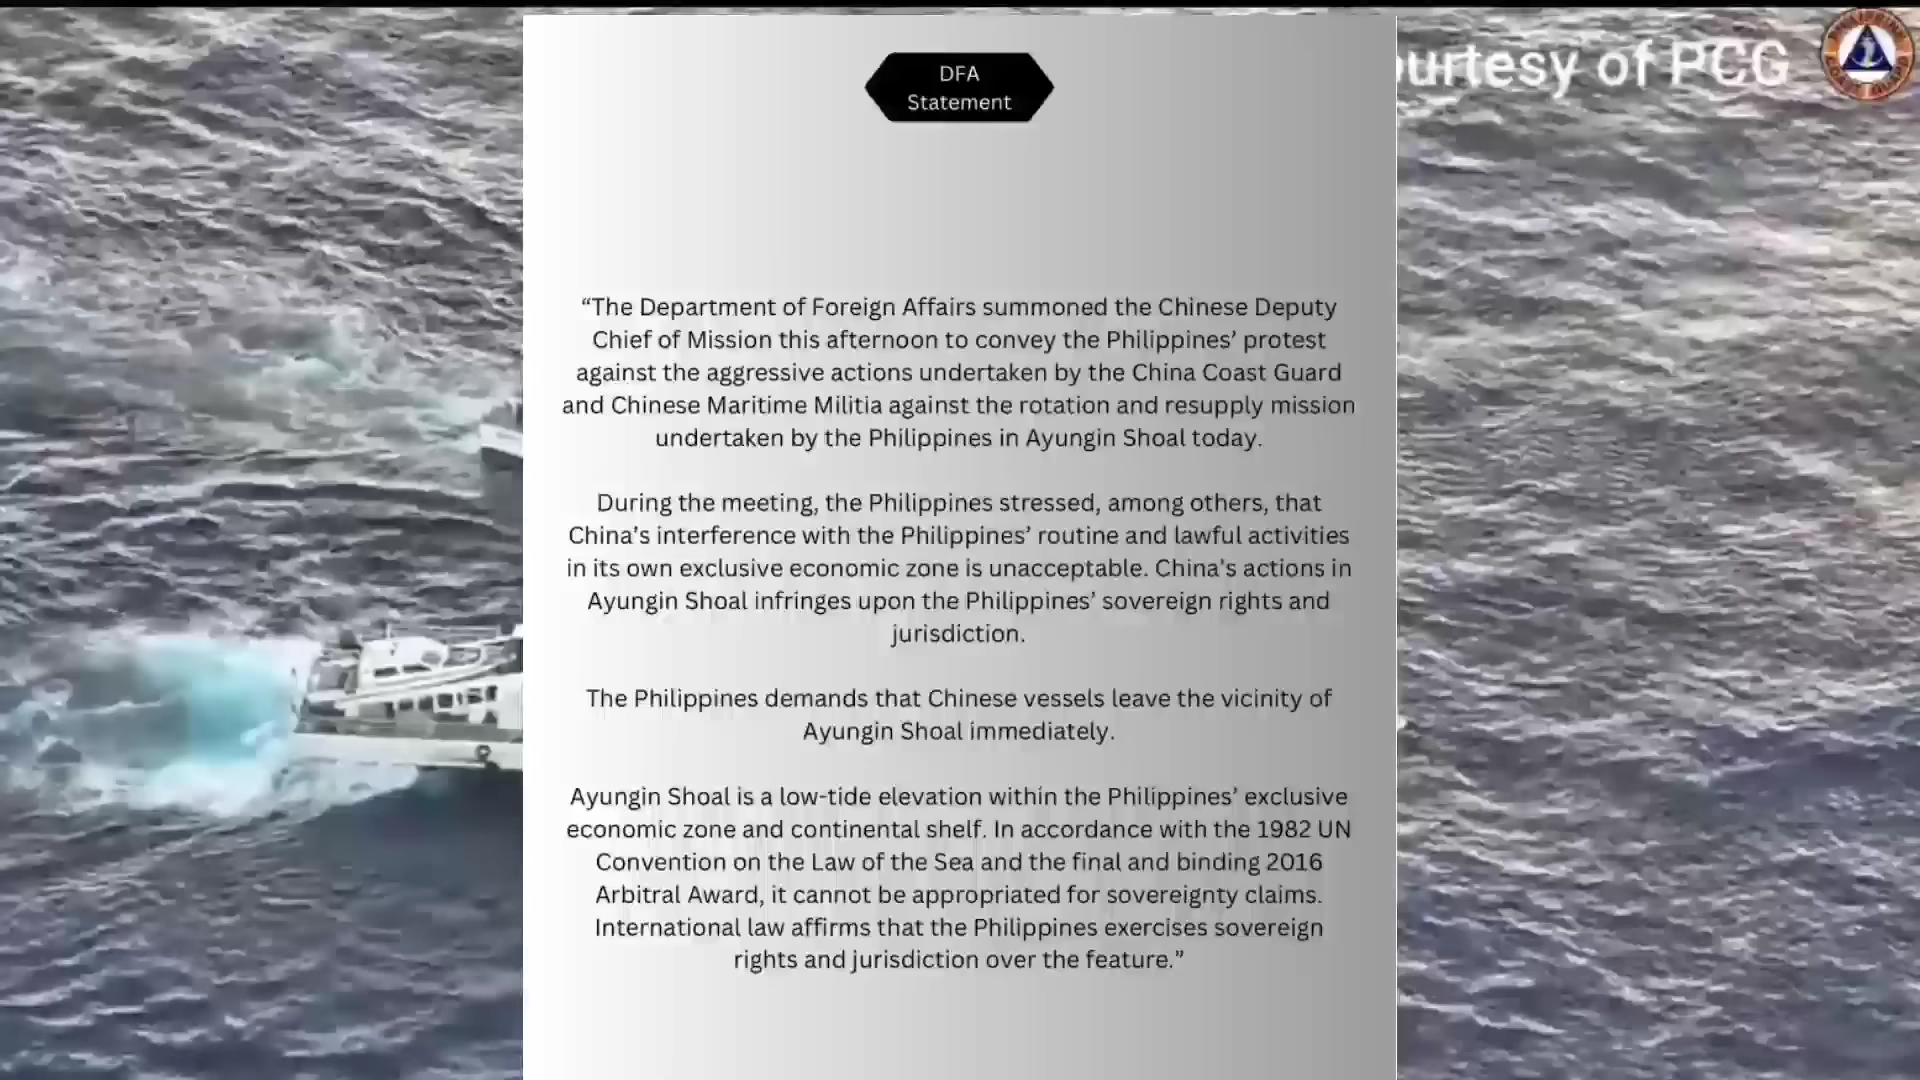 DFA
Statement
urtesy of PCG
“The Department of Foreign Affairs summoned the Chinese Deputy
Chief of Mission this afternoon to convey the Philippines’ protest
against the aggressive actions undertaken by the China Coast Guard
and Chinese Maritime Militia against the rotation and resupply mission
undertaken by the Philippines in Ayungin Shoal today.
During the meeting, the Philippines stressed, among others, that
China’s interference with the Philippines’ routine and lawful activities
in its own exclusive economic zone is unacceptable. China’s actions in
Ayungin Shoal infringes upon the Philippines’ sovereign rights and
jurisdiction.
The Philippines demands that Chinese vessels leave the vicinity of
Ayungin Shoal immediately.
Ayungin Shoal is a low-tide elevation within the Philippines’ exclusive
economic zone and continental shelf. In accordance with the 1982 UN
Convention on the Law of the Sea and the final and binding 2016
Arbitral Award, it cannot be appropriated for sovereignty claims.
International law affirms that the Philippines exercises sovereign
rights and jurisdiction over the feature.”